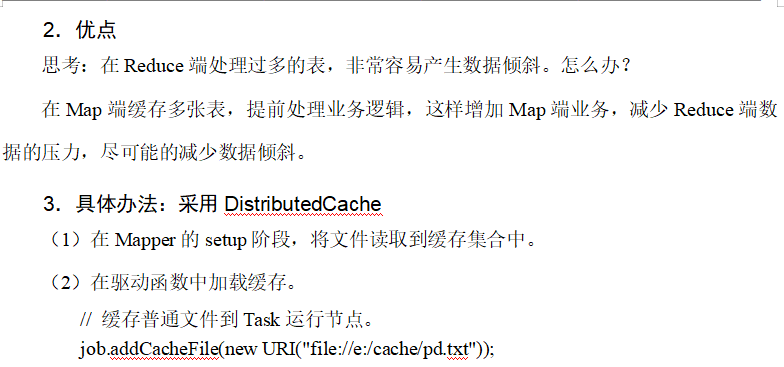 2．优点
思考：在 Reduce 端处理过多的表，非常容易产生数据倾斜。怎么办？
在 Map 端缓存多张表，提前处理业务逻辑，这样增加 Map 端业务，减少 Reduce 端数
据的压力，尽可能的减少数据倾斜。
3．具体办法：采用 DistributedCache
（1）在 Mapper 的 setup 阶段，将文件读取到缓存集合中。
（2）在驱动函数中加载缓存。
// 缓存普通文件到 Task 运行节点。
job.addCacheFile(new URI("file://e:/cache/pd.txt"));